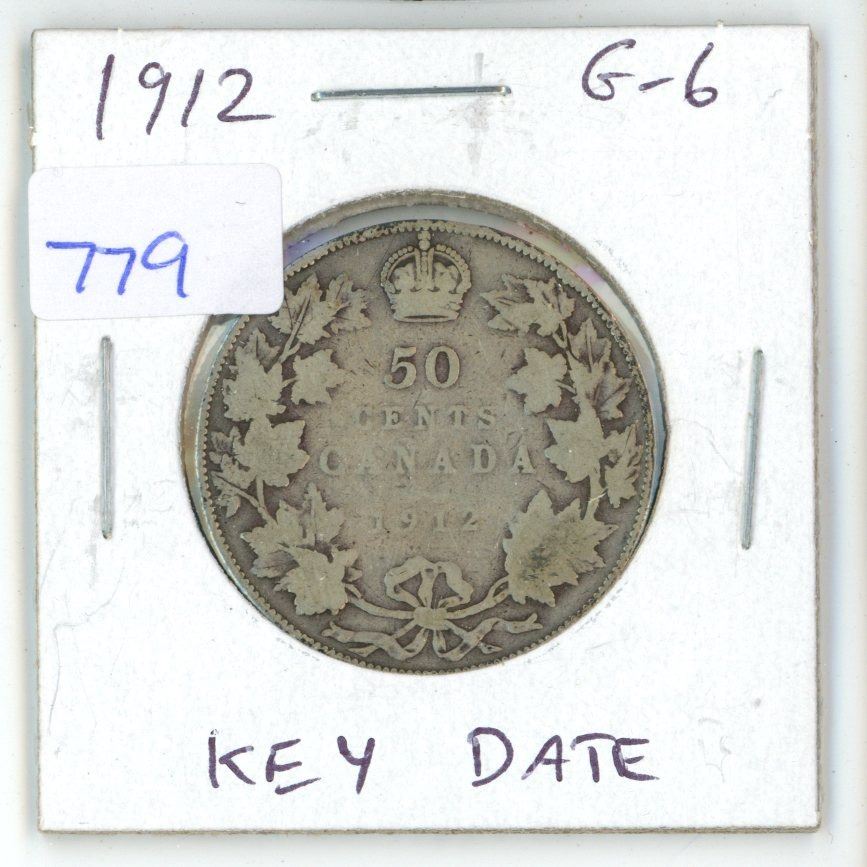 1912 G-6
779
50
CENTS
CANADA
1912
KEY DATE